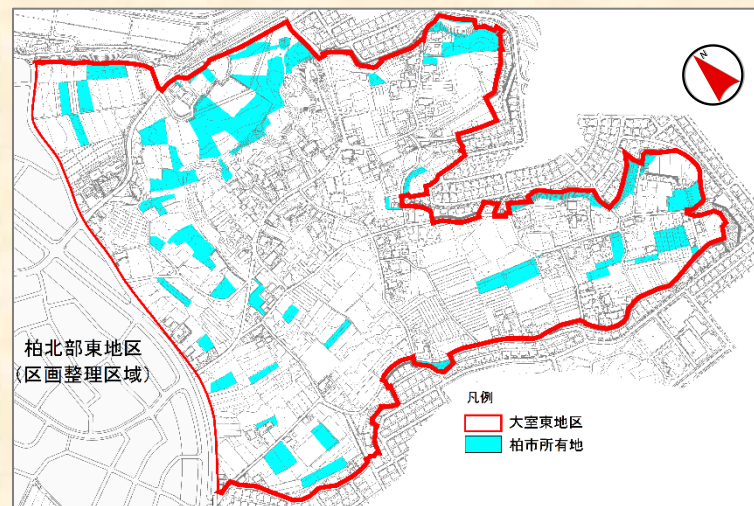 N
柏北部東地区
(区画整理区域)
凡例
大室東地区
柏市所有地